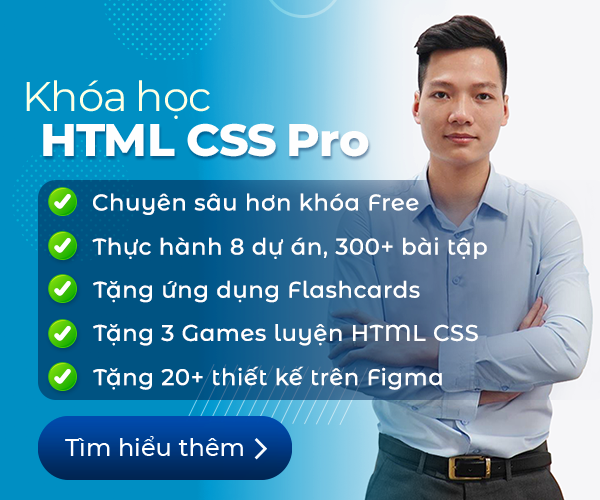 Khóa học
HTML CSS Pro
Chuyên sâu hơn khóa Free
Thực hành 8 dự án, 300+ bài tập
Tặng ứng dụng Flashcards
Tặng 3 Games luyện HTML CSS
Tặng 20+ thiết kế trên Figma
Tìm hiểu thêm